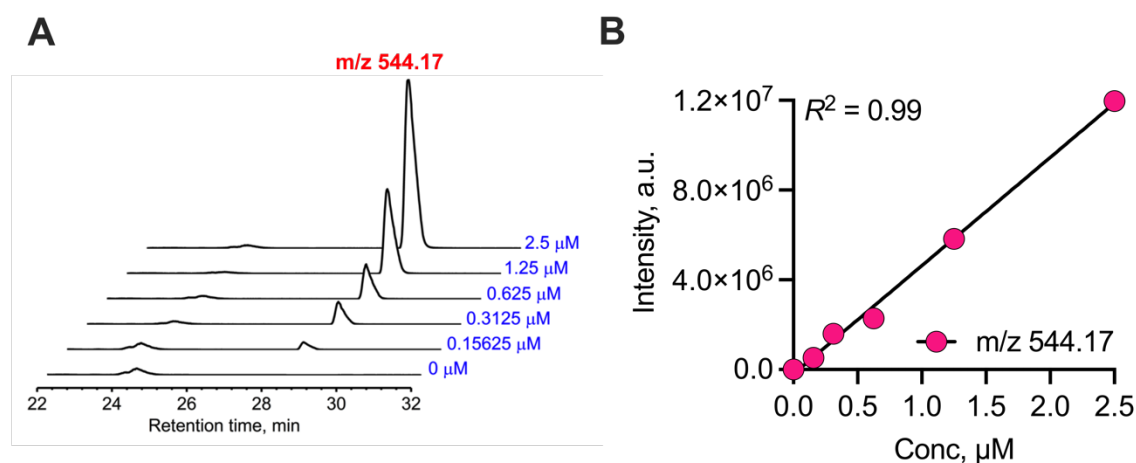 A
m/z 544.17
2.5 µM
1.25 µM
0.625 µM
0.3125 µM
0.15625 µM
0 µM
22 24 26 28 30 32
Retention time, min
B
R² = 0.99
1.2×10⁷
8.0×10⁶
4.0×10⁶
0.0
Intensity, a.u.
m/z 544.17
0.0 0.5 1.0 1.5 2.0 2.5
Conc, µM